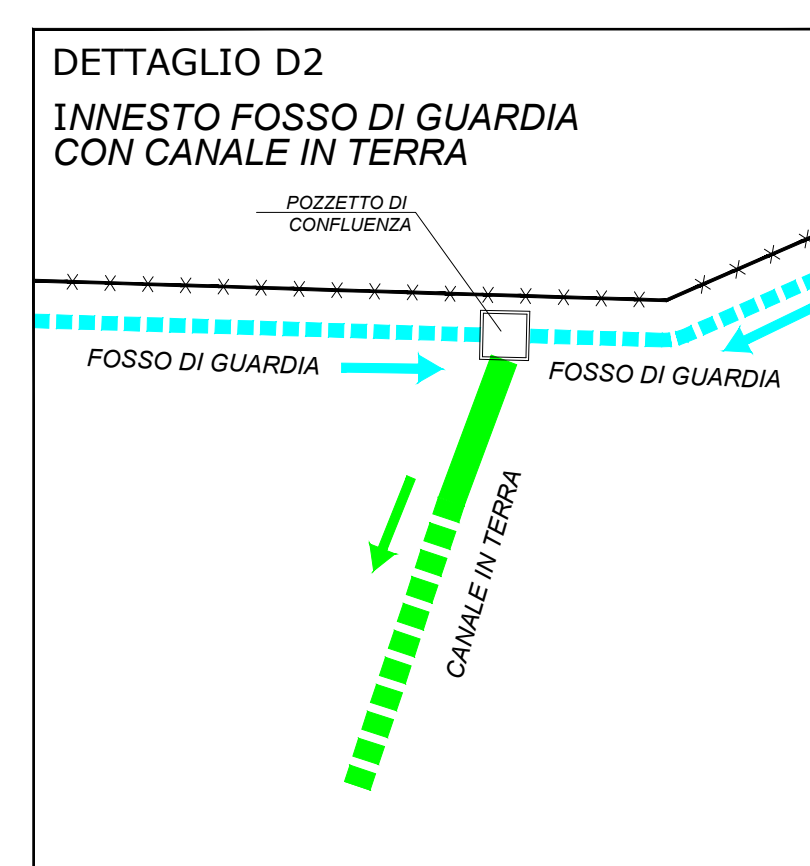 DETTAGLIO D2
INNESTO FOSSO DI GUARDIA
CON CANALE IN TERRA
POZZETTO DI
CONFLUENZA
FOSSO DI GUARDIA
FOSSO DI GUARDIA
CANALE IN TERRA